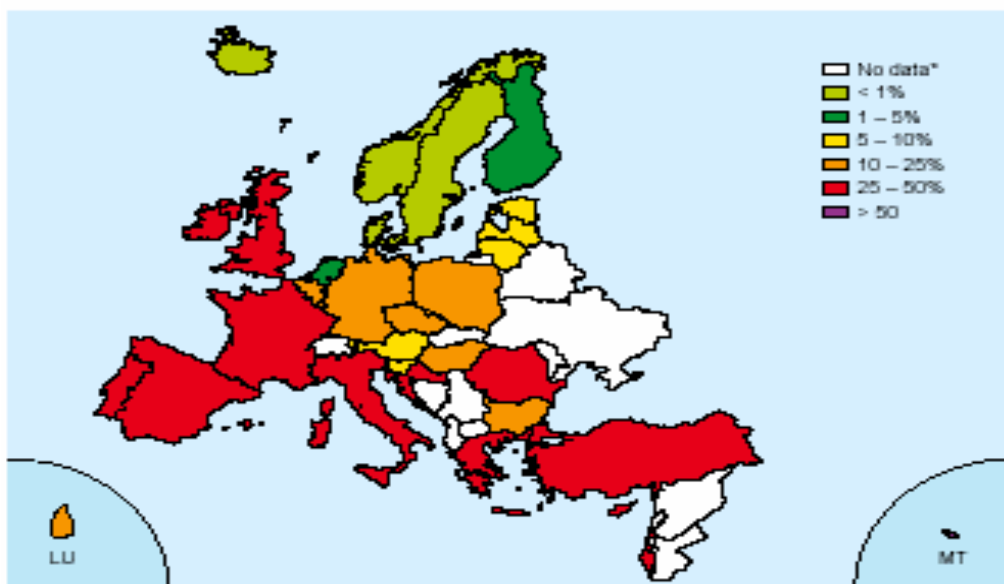 No data*
< 1%
1 – 5%
5 – 10%
10 – 25%
25 – 50%
> 50
LU
MT